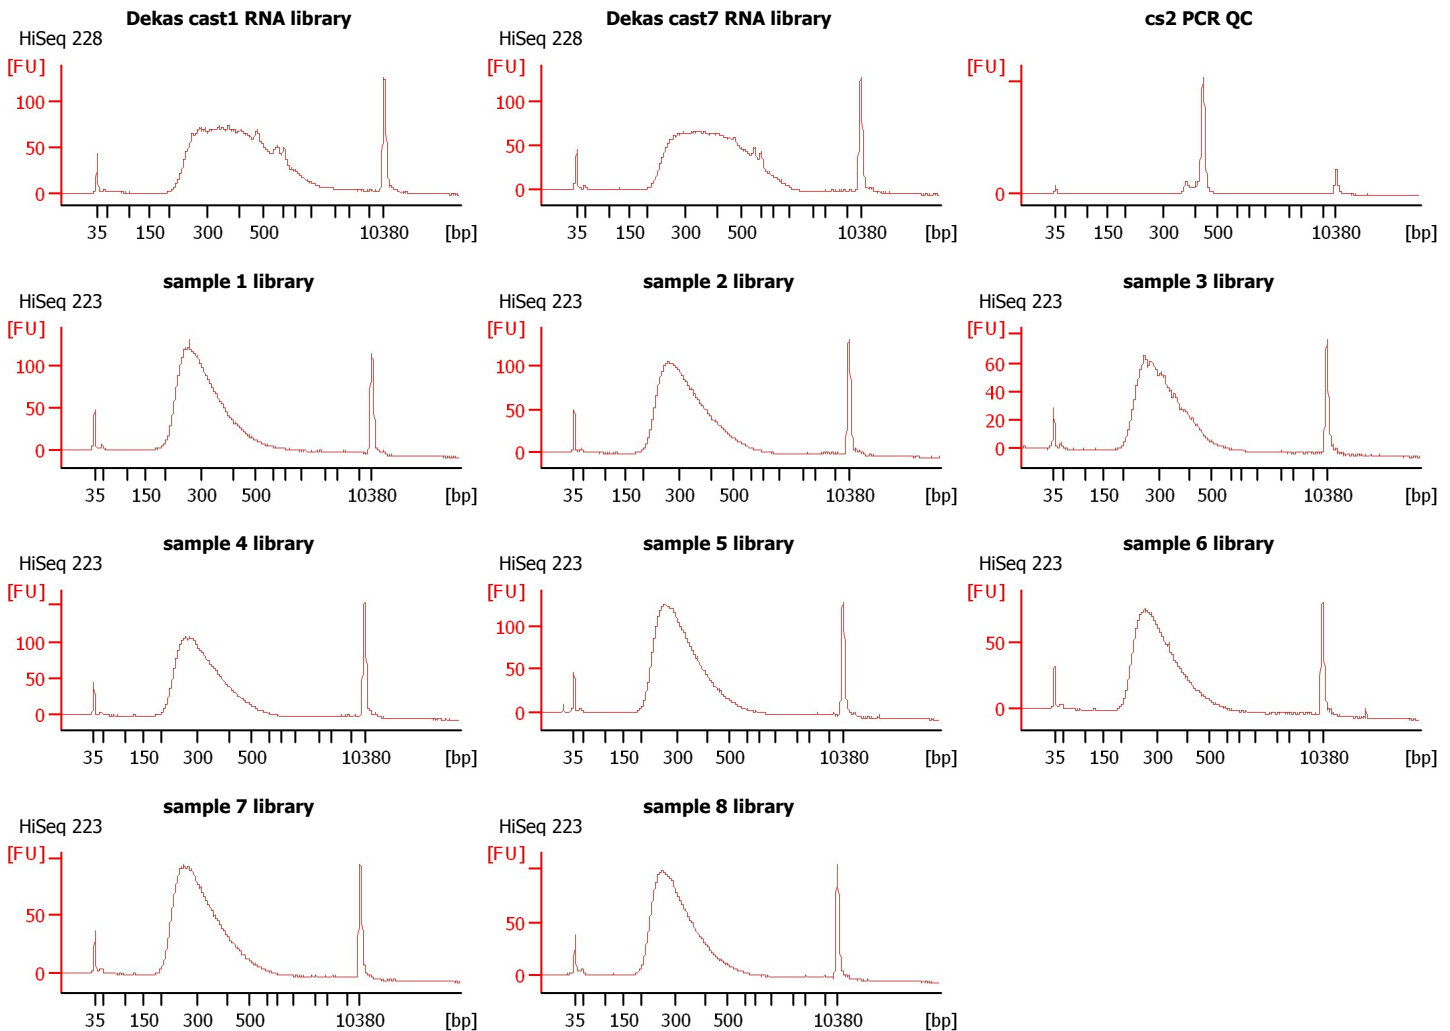 Dekas cast1 RNA library
HiSeq 228
[FU]
100
50
0
35 150 300 500 10380 [bp]
Dekas cast7 RNA library
HiSeq 228
[FU]
100
50
0
35 150 300 500 10380 [bp]
cs2 PCR QC
[FU]
0
35 150 300 500 10380 [bp]
sample 1 library
HiSeq 223
[FU]
100
50
0
35 150 300 500 10380 [bp]
sample 2 library
HiSeq 223
[FU]
100
50
0
35 150 300 500 10380 [bp]
sample 3 library
HiSeq 223
[FU]
60
40
20
0
35 150 300 500 10380 [bp]
sample 4 library
HiSeq 223
[FU]
100
50
0
35 150 300 500 10380 [bp]
sample 5 library
HiSeq 223
[FU]
100
50
0
35 150 300 500 10380 [bp]
sample 6 library
HiSeq 223
[FU]
50
0
35 150 300 500 10380 [bp]
sample 7 library
HiSeq 223
[FU]
50
0
35 150 300 500 10380 [bp]
sample 8 library
HiSeq 223
[FU]
50
0
35 150 300 500 10380 [bp]